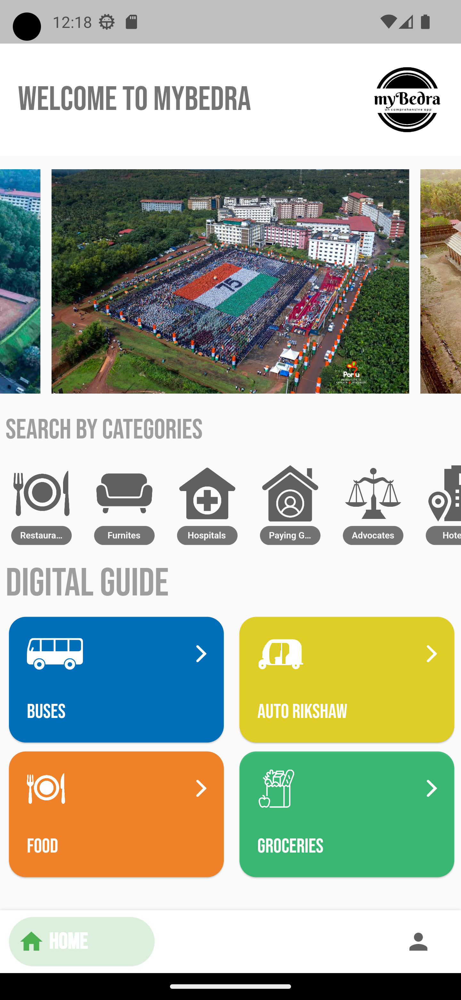 12:18
WELCOME TO MYBEDRA
myBedra
an comprehensive app
75
Portu
KARKALA MOODBIDRI
SEARCH BY CATEGORIES
Restaura...
Furnites
Hospitals
Paying G...
Advocates
Hote
DIGITAL GUIDE
BUSES
AUTO RIKSHAW
FOOD
GROCERIES
HOME